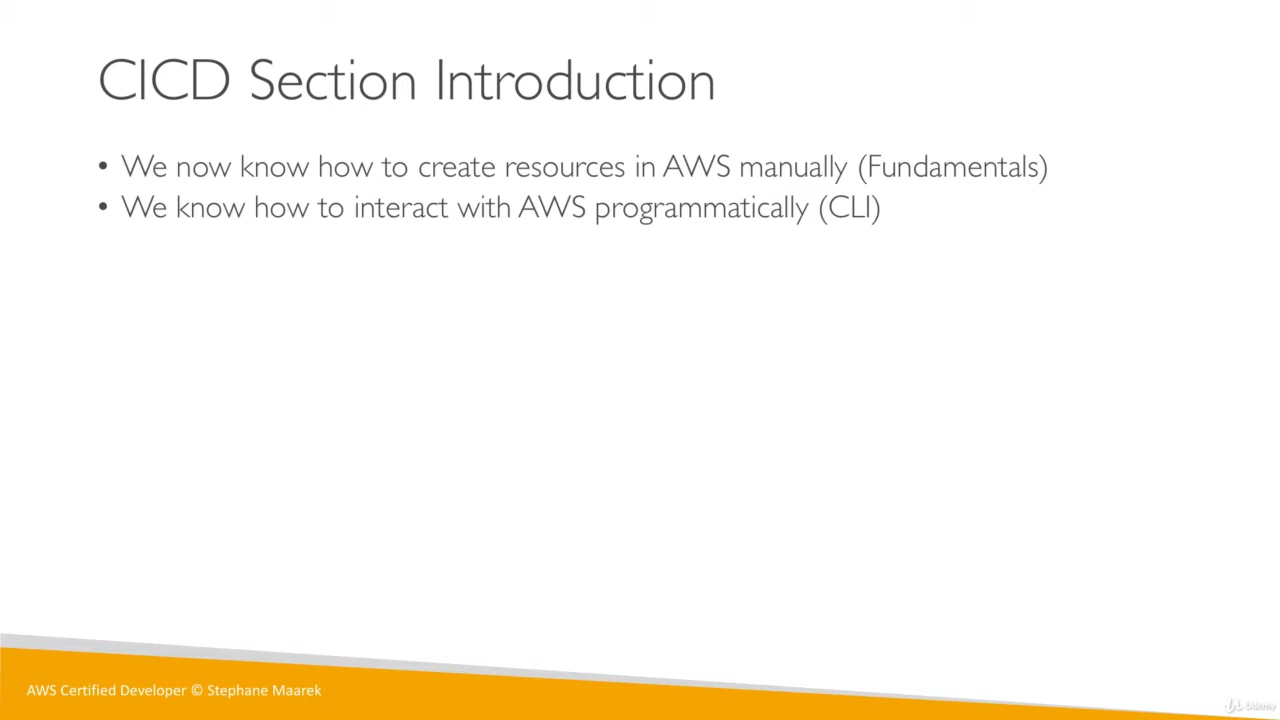 CICD Section Introduction
• We now know how to create resources in AWS manually (Fundamentals)
• We know how to interact with AWS programmatically (CLI)
AWS Certified Developer © Stephane Maarek
Udemy